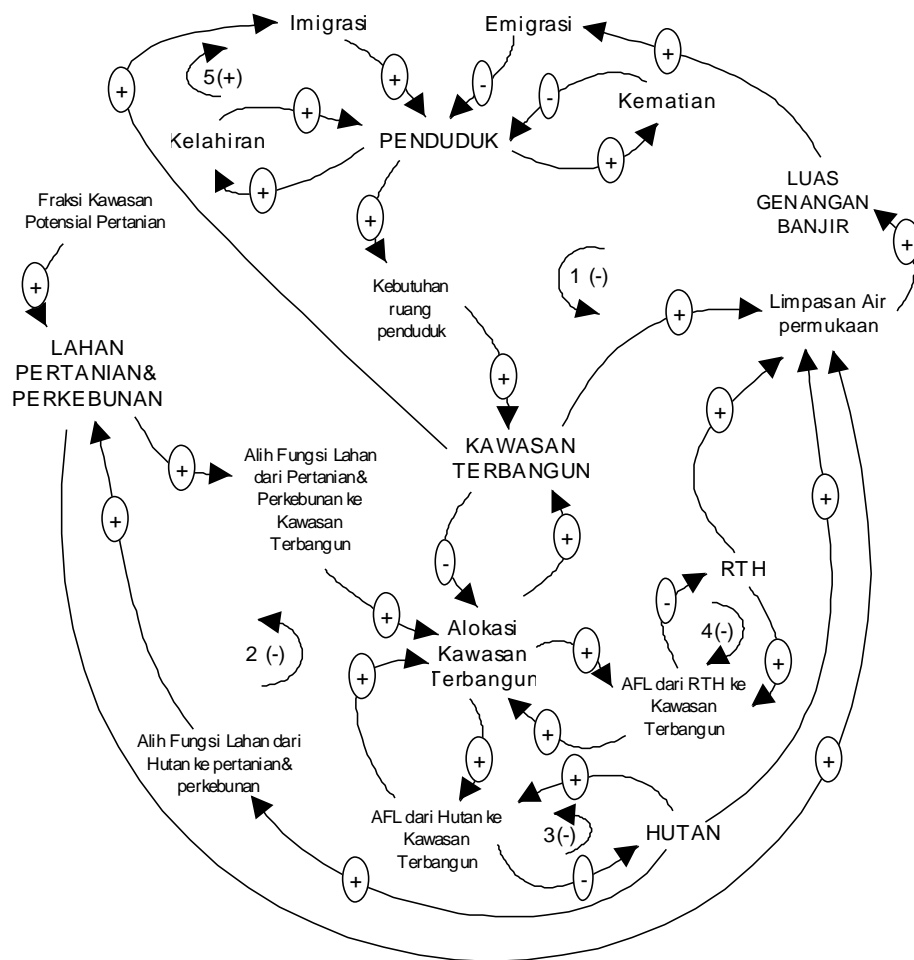 Imigrasi
Emigrasi
+
5(+)
+
+
-
-
+
Kematian
+
Kelahiran
PENDUDUK
+
+
LUAS
GENANGAN
BANJIR
Fraksi Kawasan
Potensial Pertanian
+
+
+
Kebutuhan
ruang
penduduk
1 (-)
Limpasan Air
permukaan
+
LAHAN
PERTANIAN&
PERKEBUNAN
+
+
KAWASAN
TERBANGUN
Alih Fungsi Lahan
dari Pertanian&
Perkebunan ke
Kawasan
Terbangun
+
+
+
+
-
RTH
-
+
Alokasi
Kawasan
Terbangun
4(-)
2 (-)
+
+
+
AFL dari RTH ke
Kawasan
Terbangun
+
Alih Fungsi Lahan dari
Hutan ke pertanian&
perkebunan
+
+
+
AFL dari Hutan ke
Kawasan
Terbangun
3(-)
HUTAN
+
-